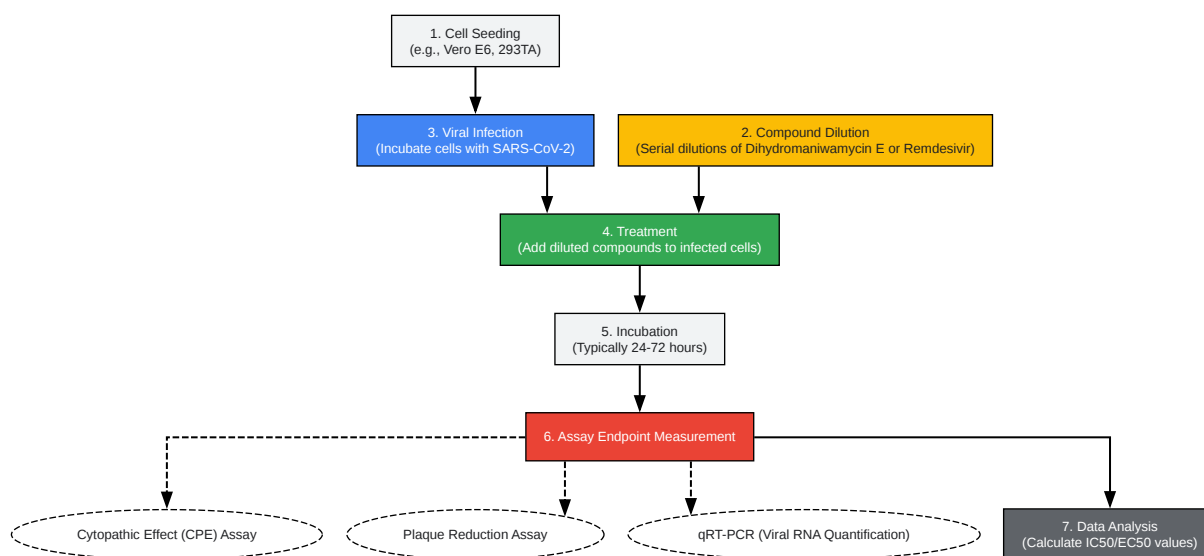 1. Cell Seeding
(e.g., Vero E6, 293TA)
3. Viral Infection
(Incubate cells with SARS-CoV-2)
2. Compound Dilution
(Serial dilutions of Dihydromaniwamycin E or Remdesivir)
4. Treatment
(Add diluted compounds to infected cells)
5. Incubation
(Typically 24-72 hours)
6. Assay Endpoint Measurement
Cytopathic Effect (CPE) Assay
Plaque Reduction Assay
qRT-PCR (Viral RNA Quantification)
7. Data Analysis
(Calculate IC50/EC50 values)